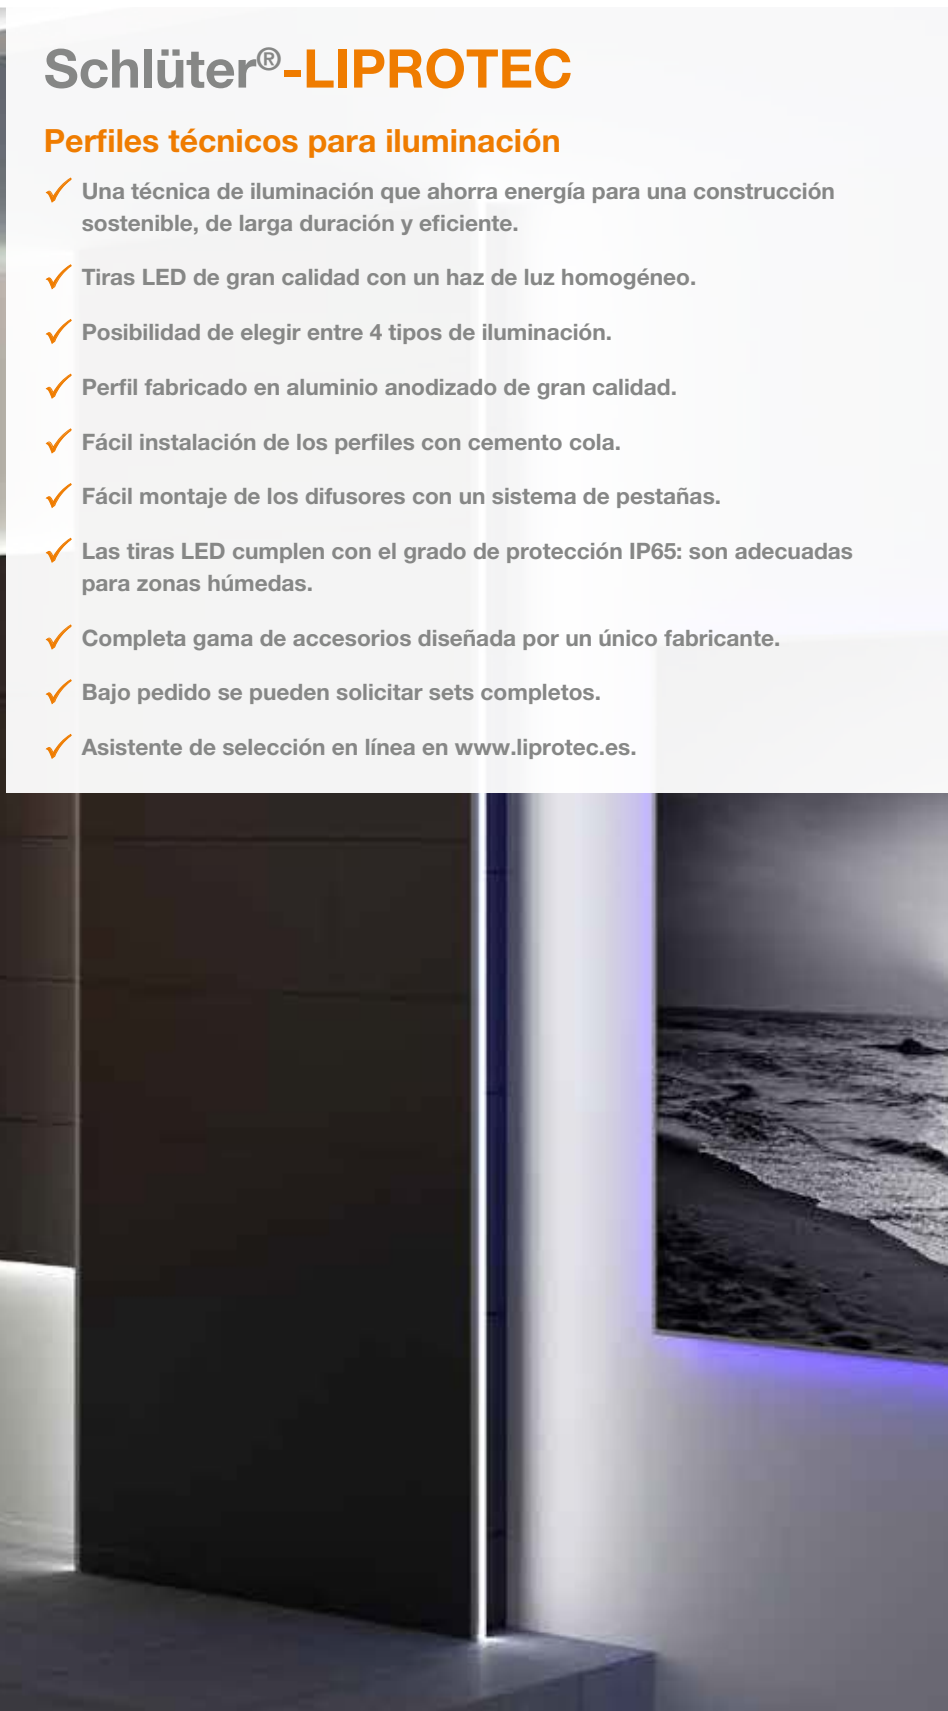 Schlüter®-LIPROTEC
Perfiles técnicos para iluminación
Una técnica de iluminación que ahorra energía para una construcción
sostenible, de larga duración y eficiente.
Tiras LED de gran calidad con un haz de luz homogéneo.
Posibilidad de elegir entre 4 tipos de iluminación.
Perfil fabricado en aluminio anodizado de gran calidad.
Fácil instalación de los perfiles con cemento cola.
Fácil montaje de los difusores con un sistema de pestañas.
Las tiras LED cumplen con el grado de protección IP65: son adecuadas
para zonas húmedas.
Completa gama de accesorios diseñada por un único fabricante.
Bajo pedido se pueden solicitar sets completos.
Asistente de selección en línea en www.liprotec.es.